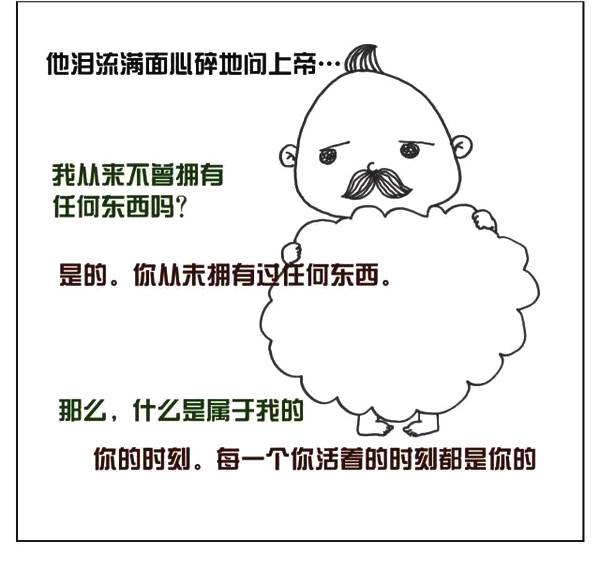 他泪流满面心碎地问上帝…
我从来不曾拥有
任何东西吗?
是的。你从未拥有过任何东西。
那么，什么是属于我的
你的时刻。每一个你活着的时刻都是你的